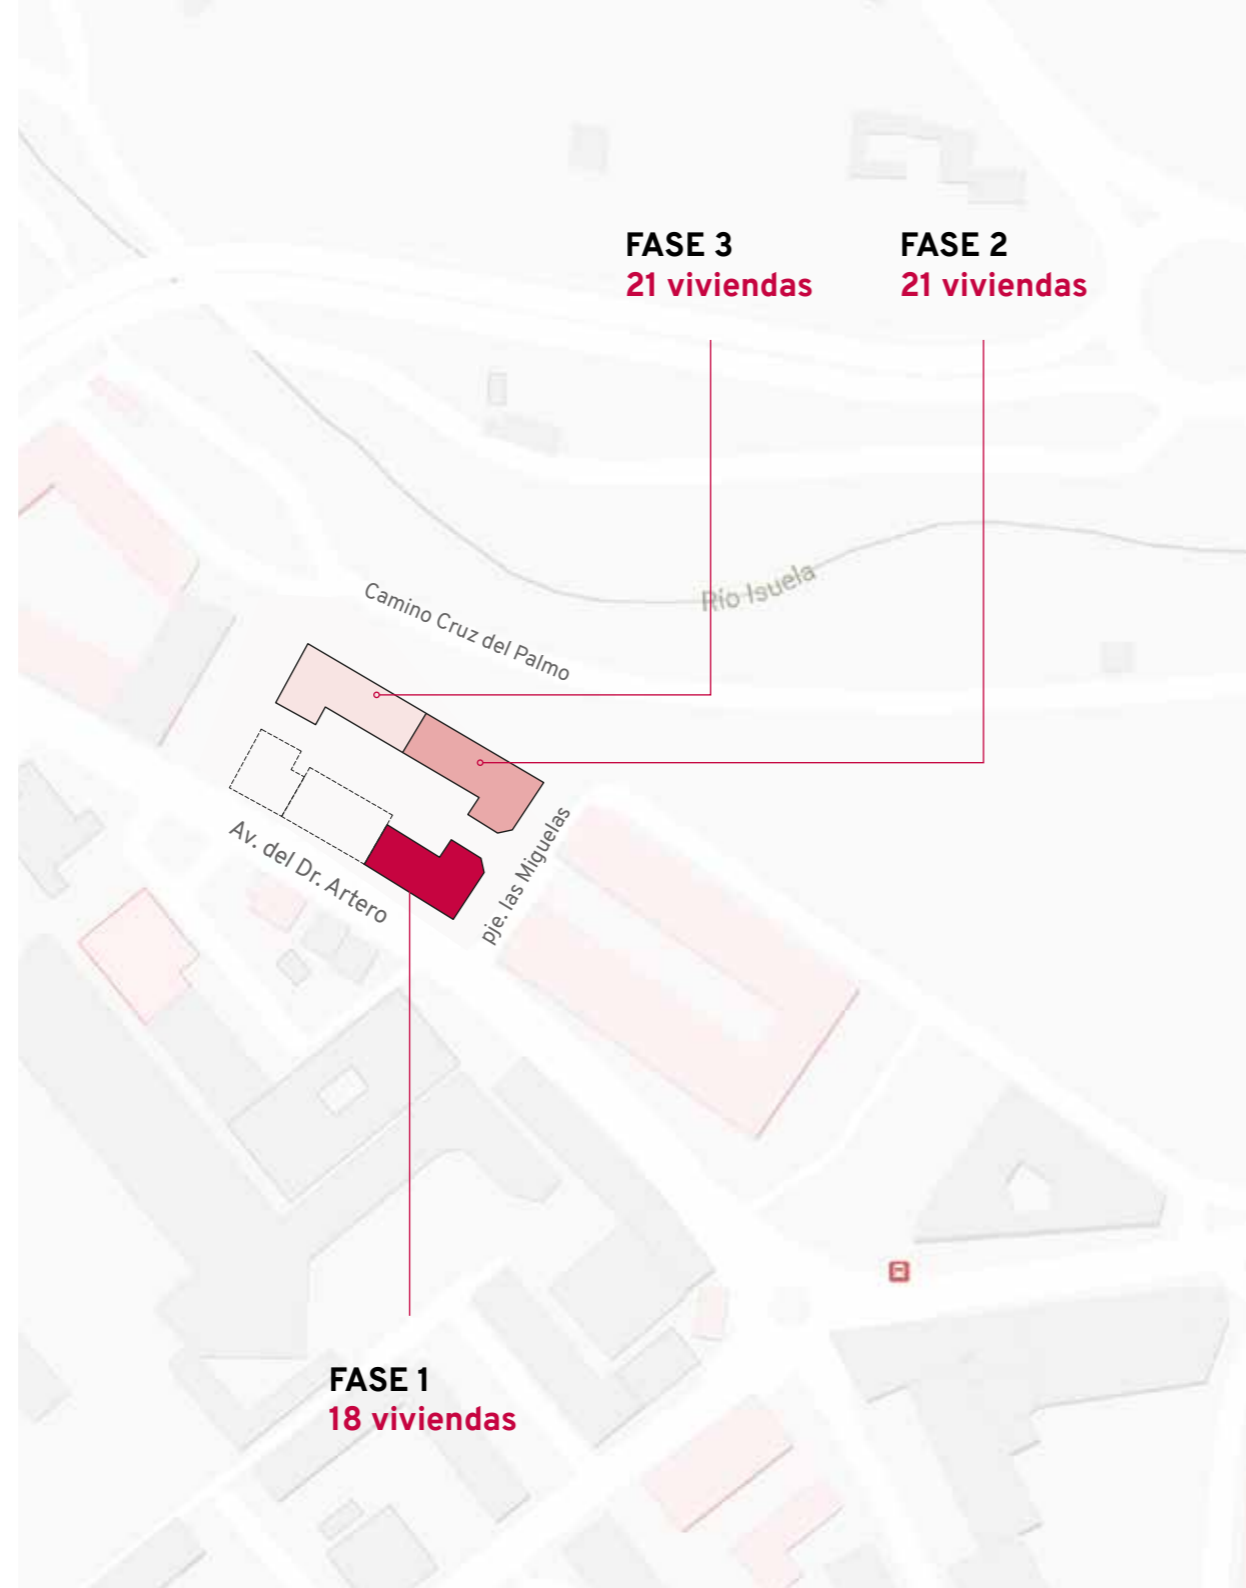 FASE 3
21 viviendas
FASE 2
21 viviendas
Río Isuela
Camino Cruz del Palmo
Av. del Dr. Artero
pje. las Miguelas
FASE 1
18 viviendas